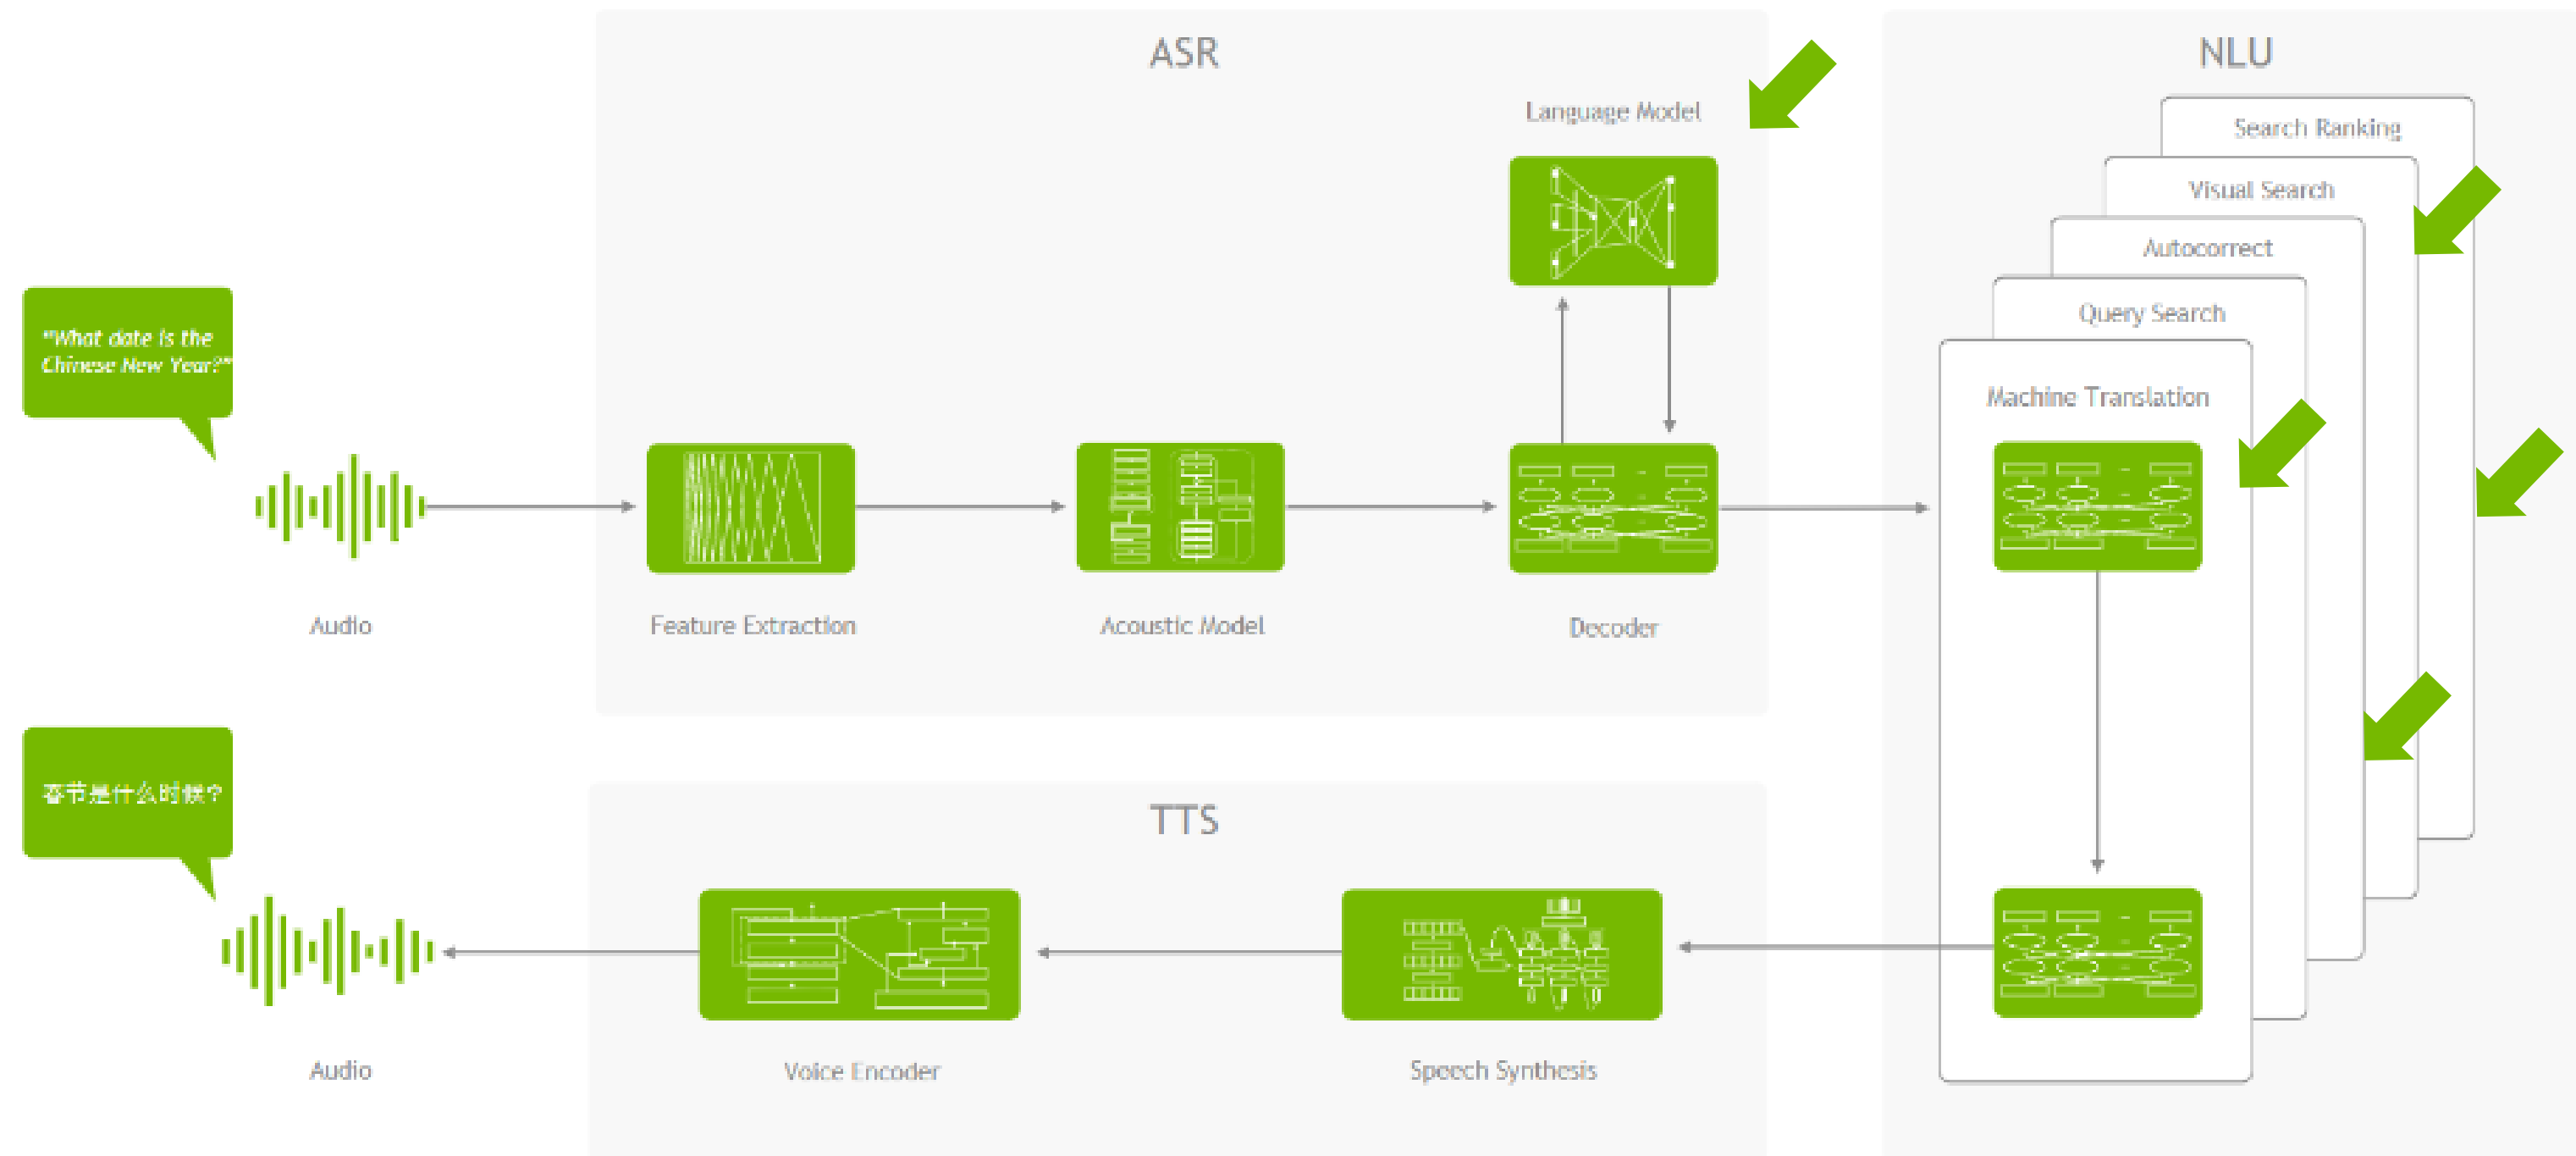 ASR
Language Model
"What date is the
Chinese New Year?"
Audio
Feature Extraction
Acoustic Model
Decoder
NLU
Search Ranking
Visual Search
Autocorrect
Query Search
Machine Translation
春节是什么时候?
TTS
Audio
Voice Encoder
Speech Synthesis